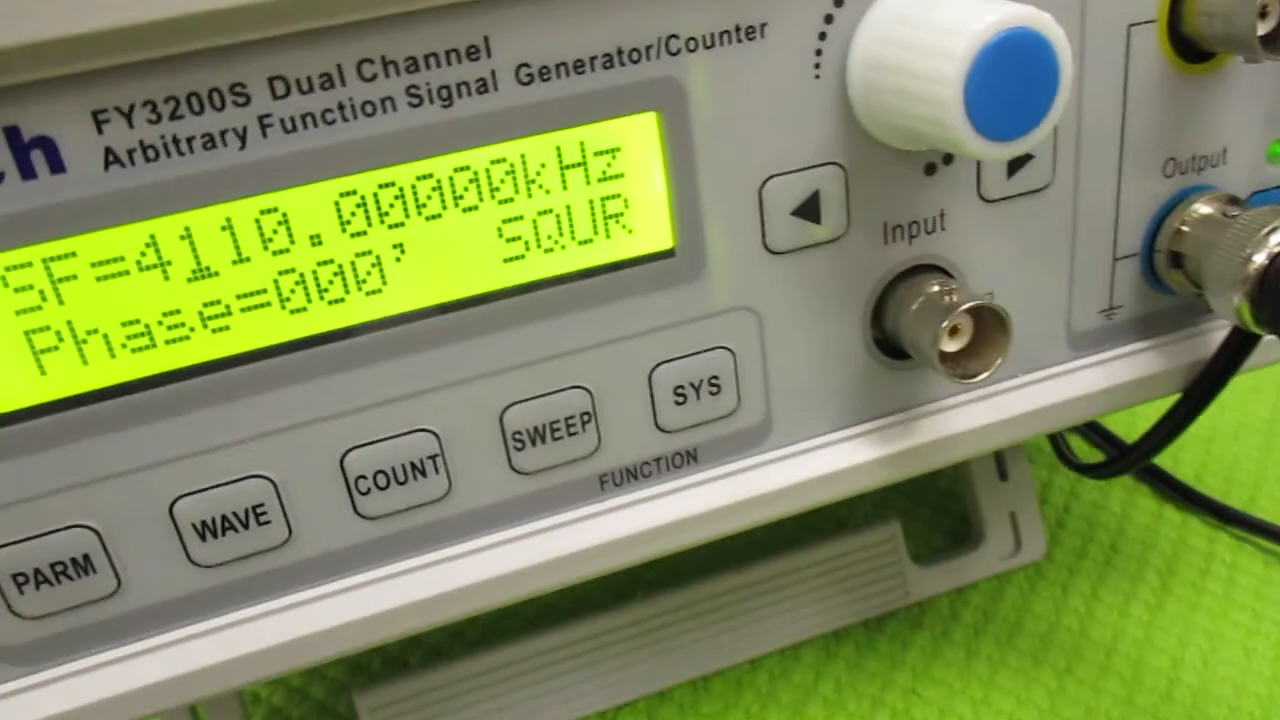 FY3200S Dual Channel
Arbitrary Function Signal Generator/Counter
ch
SF=4110.00000kHz
Phase=000' SQUR
Input
Output
PARM
WAVE
COUNT
SWEEP
SYS
FUNCTION